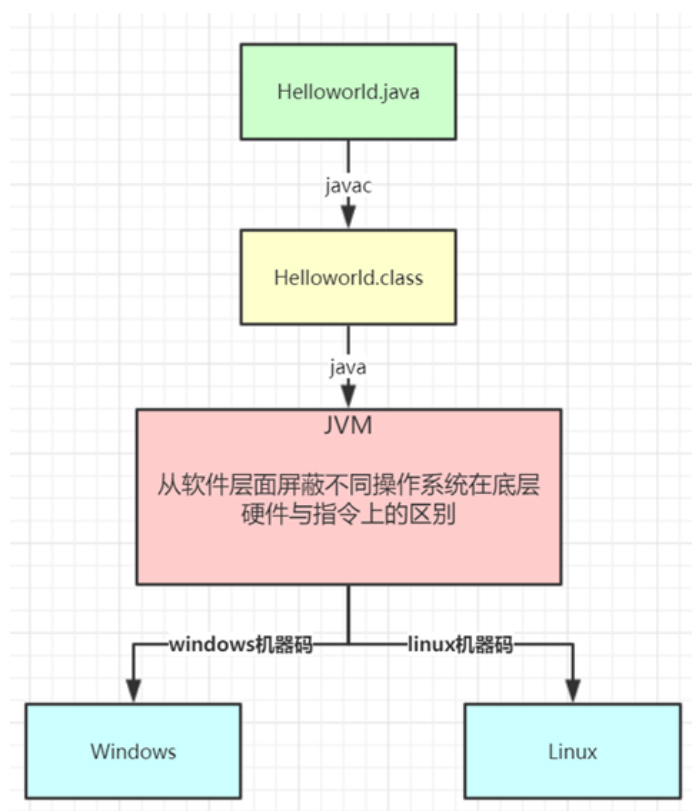 Helloworld.java
javac
Helloworld.class
java
JVM
从软件层面屏蔽不同操作系统在底层
硬件与指令上的区别
windows机器码
linux机器码
Windows
Linux